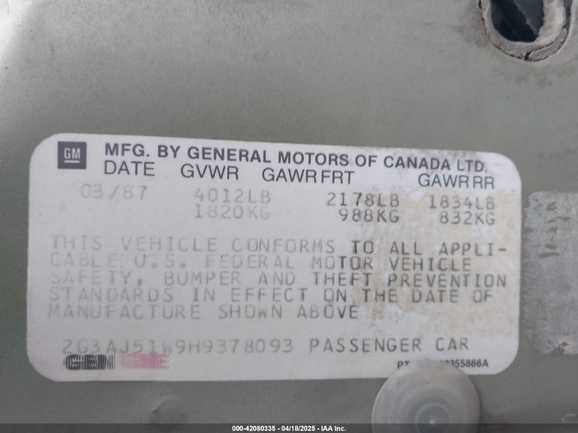 GM MFG. BY GENERAL MOTORS OF CANADA LTD.
DATE GVWR GAWR FRT GAWR RR
03/87 4012LB 2178LB 1834LB
1820KG 988KG 832KG
THIS VEHICLE CONFORMS TO ALL APPLI-
CABLE U.S. FEDERAL MOTOR VEHICLE
SAFETY, BUMPER AND THEFT PREVENTION
STANDARDS IN EFFECT ON THE DATE OF
MANUFACTURE SHOWN ABOVE
2G3AJ51W9H9378093 PASSENGER CAR
000-42080335 - 04/18/2025 - IAA Inc.